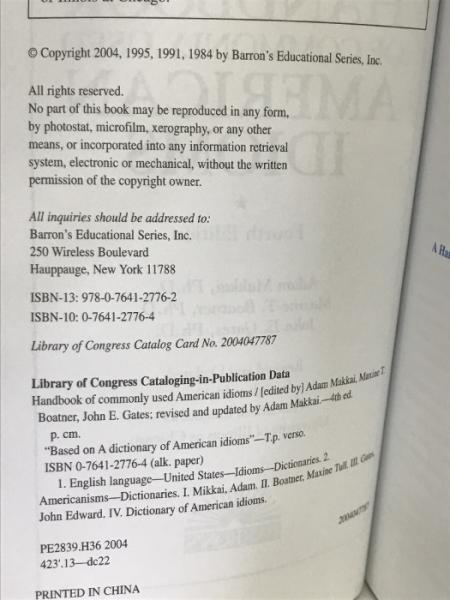 of Illinois at Chicago.
© Copyright 2004, 1995, 1991, 1984 by Barron's Educational Series, Inc.
All rights reserved.
No part of this book may be reproduced in any form,
by photostat, microfilm, xerography, or any other
means, or incorporated into any information retrieval
system, electronic or mechanical, without the written
permission of the copyright owner.
All inquiries should be addressed to:
Barron's Educational Series, Inc.
250 Wireless Boulevard
Hauppauge, New York 11788
ISBN-13: 978-0-7641-2776-2
ISBN-10: 0-7641-2776-4
Library of Congress Catalog Card No. 2004047787
Library of Congress Cataloging-in-Publication Data
Handbook of commonly used American idioms / [edited by] Adam Makkai, Maxine T.
Boatner, John E. Gates; revised and updated by Adam Makkai.—4th ed.
p. cm.
"Based on A dictionary of American idioms"—T.p. verso.
ISBN 0-7641-2776-4 (alk. paper)
1. English language—United States—Idioms—Dictionaries. 2.
Americanisms—Dictionaries. I. Makkai, Adam. II. Boatner, Maxine Tull. III. Gates,
John Edward. IV. Dictionary of American idioms.
2004047787
PE2839.H36 2004
423'.13—dc22
PRINTED IN CHINA
A Ha